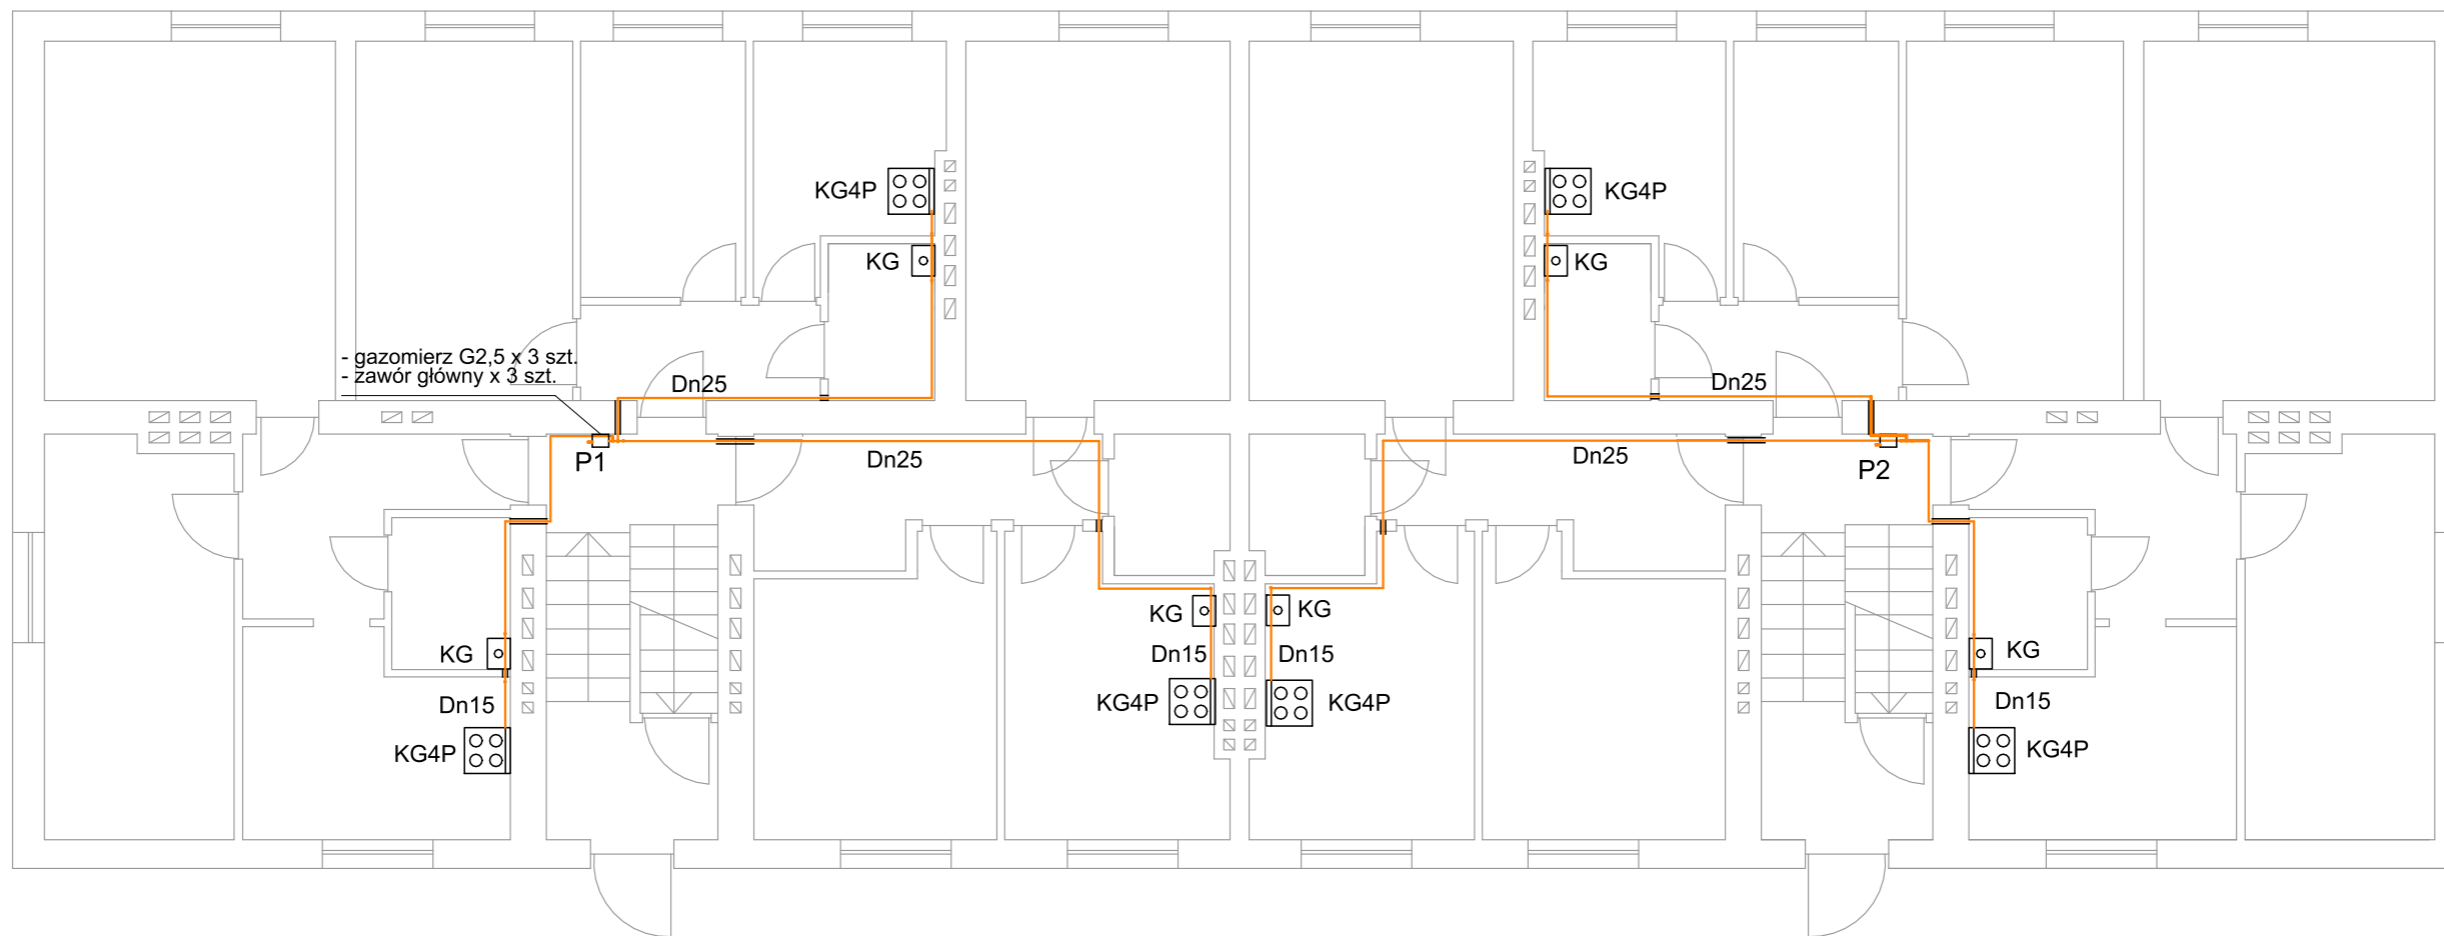 KG4P
KG4P
KG
KG
- gazomierz G2,5 x 3 szt.
- zawór główny x 3 szt.
Dn25
Dn25
P1
Dn25
Dn25
P2
KG
KG
KG
KG
Dn15
Dn15
Dn15
Dn15
KG4P
KG4P
KG4P
KG4P